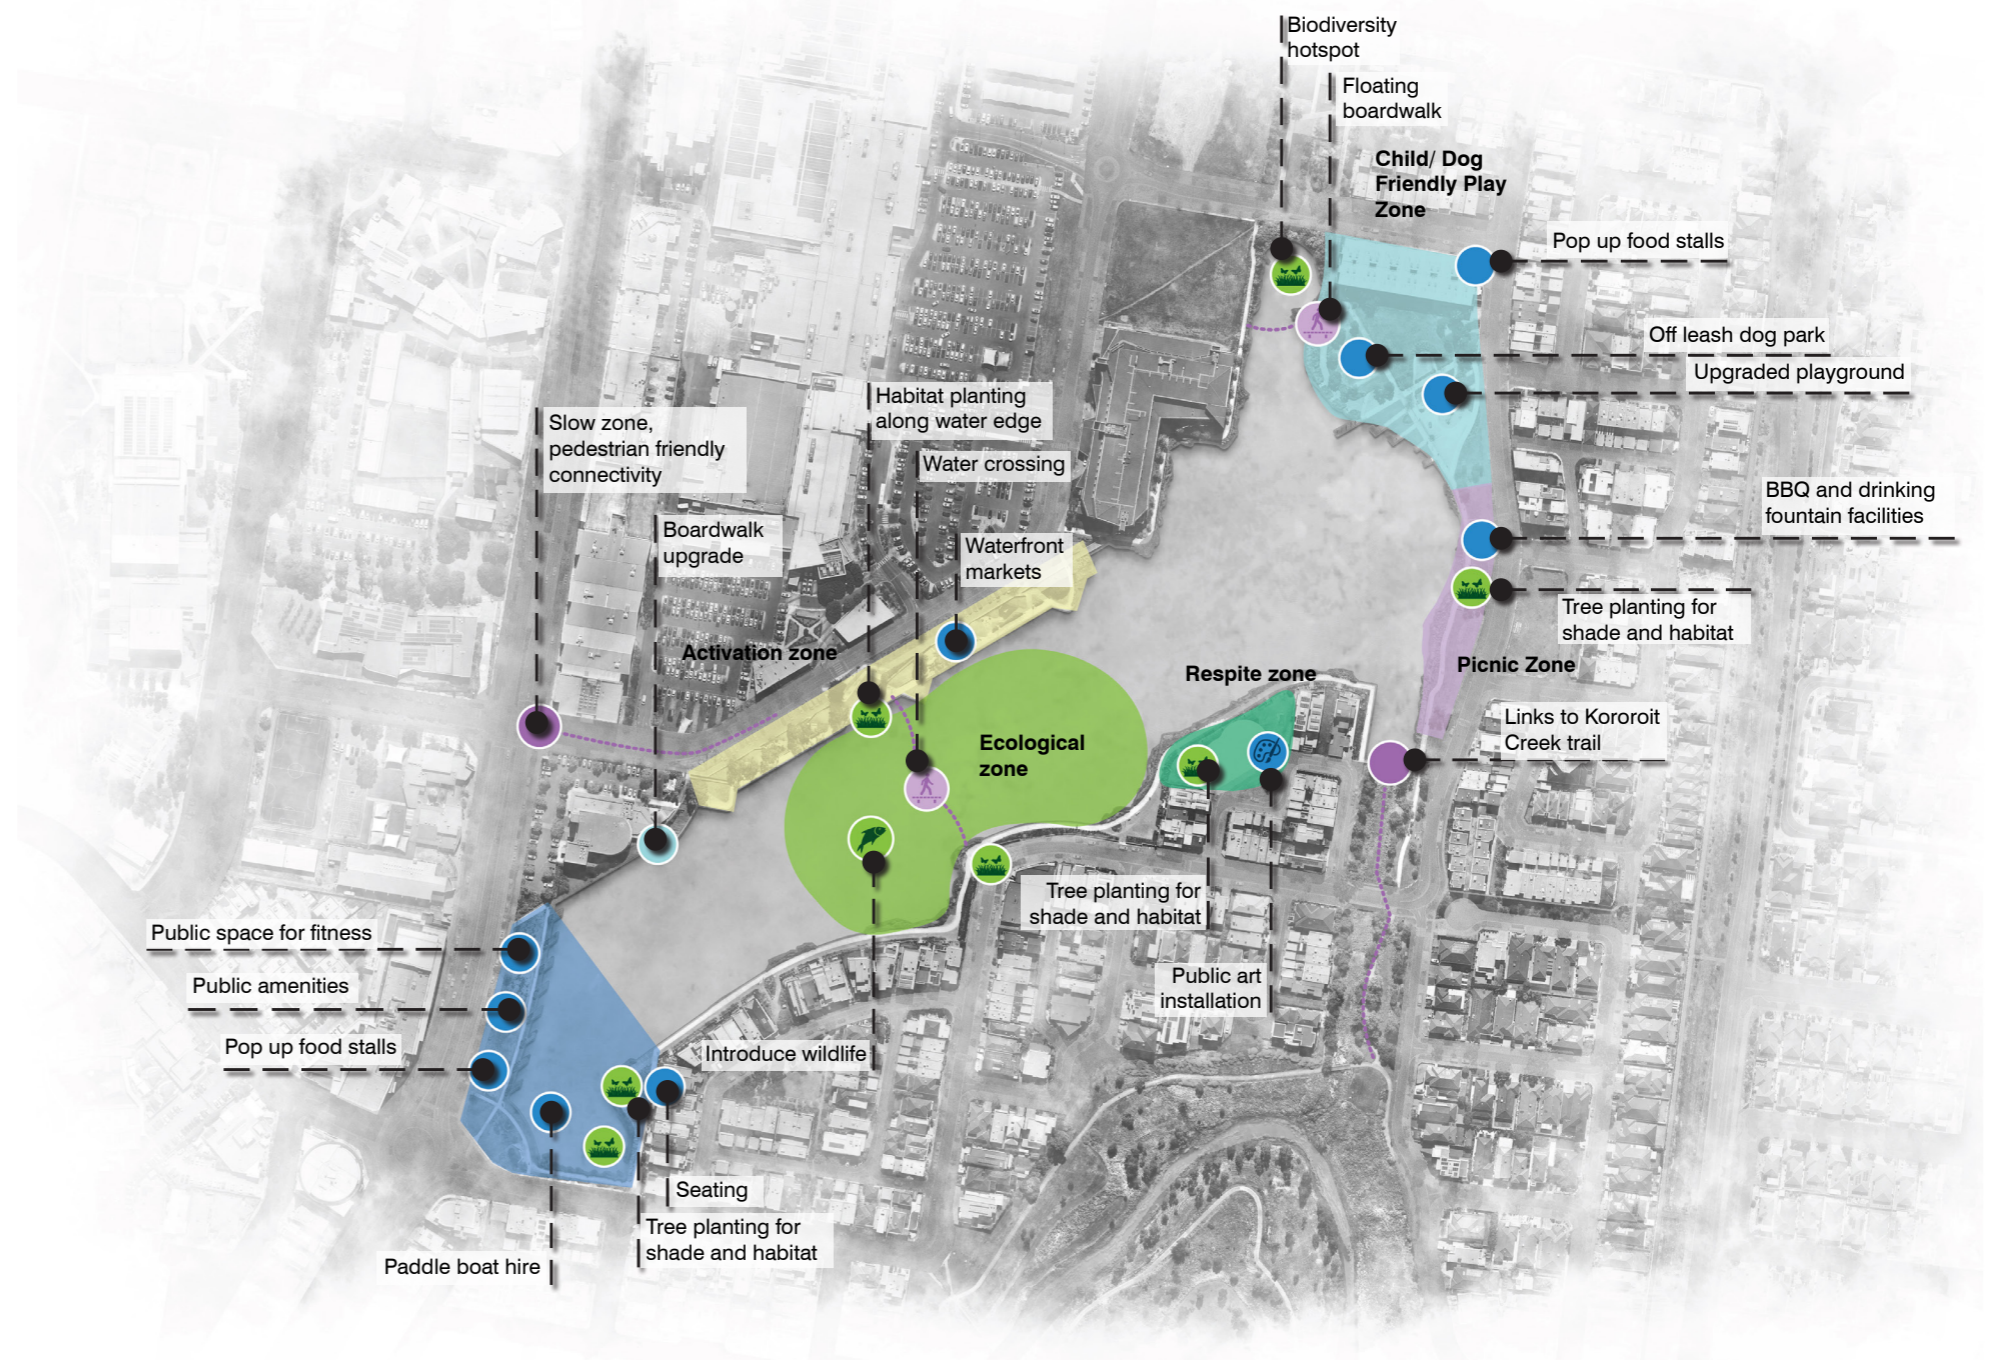 Biodiversity
hotspot
Floating
boardwalk
Child/ Dog
Friendly Play
Zone
Pop up food stalls
Off leash dog park
Upgraded playground
Habitat planting
along water edge
Slow zone,
pedestrian friendly
connectivity
Water crossing
BBQ and drinking
fountain facilities
Boardwalk
upgrade
Waterfront
markets
Tree planting for
shade and habitat
Activation zone
Respite zone
Picnic Zone
Links to Kororoit
Creek trail
Ecological
zone
Tree planting for
shade and habitat
Public space for fitness
Public amenities
Public art
installation
Pop up food stalls
Introduce wildlife
Seating
Tree planting for
shade and habitat
Paddle boat hire